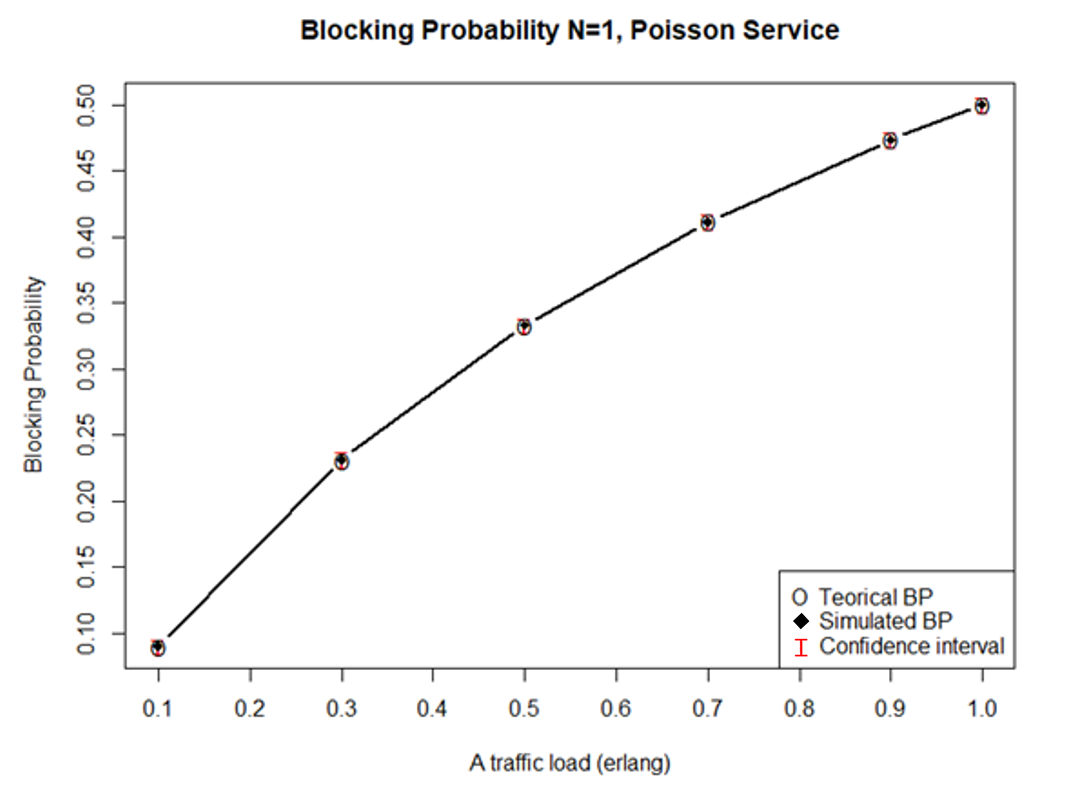 Blocking Probability N=1, Poisson Service
Blocking Probability
0.50
0.45
0.40
0.35
0.30
0.25
0.20
0.15
0.10
Teorical BP
Simulated BP
Confidence interval
0.1 0.2 0.3 0.4 0.5 0.6 0.7 0.8 0.9 1.0
A traffic load (erlang)